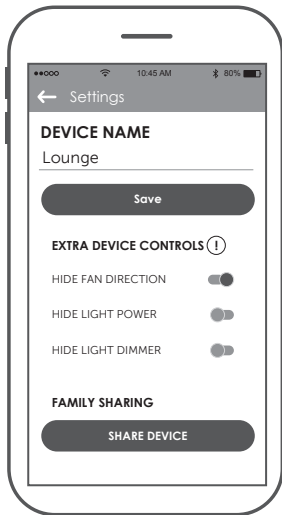 10:45 AM 80%
Settings
DEVICE NAME
Lounge
Save
EXTRA DEVICE CONTROLS !
HIDE FAN DIRECTION
HIDE LIGHT POWER
HIDE LIGHT DIMMER
FAMILY SHARING
SHARE DEVICE